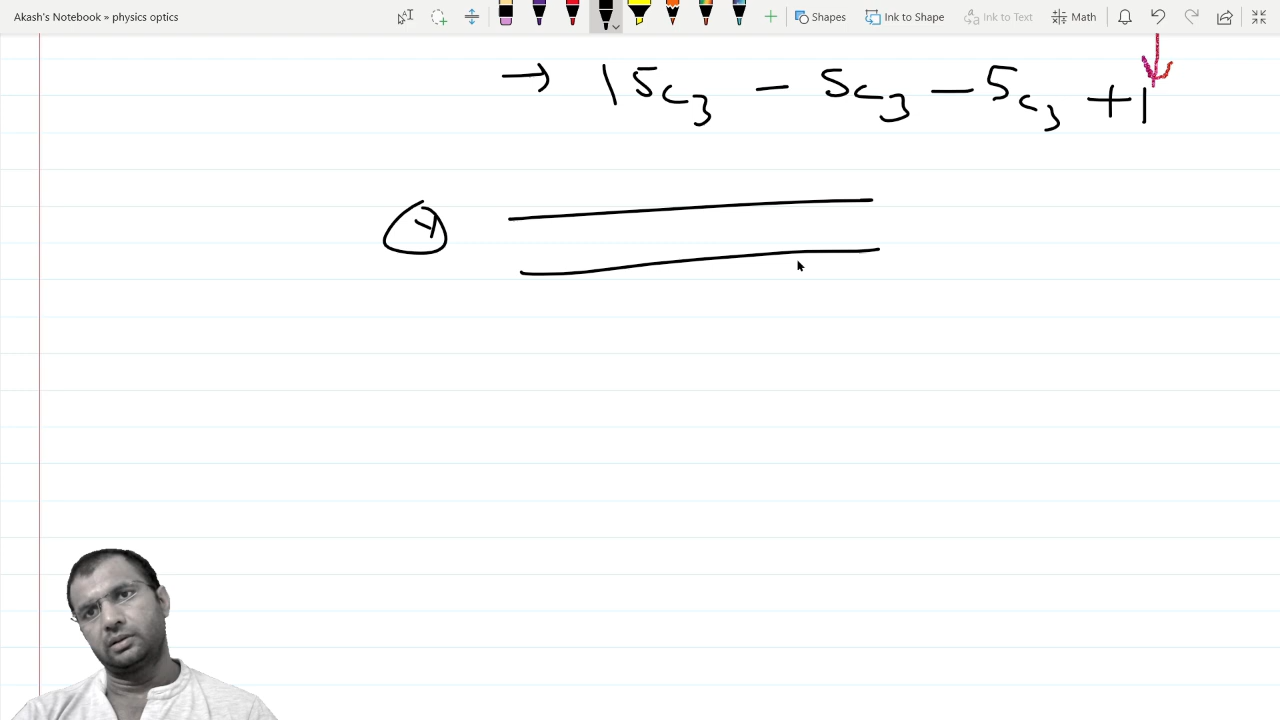 Akash's Notebook » physics optics Shapes Ink to Shape Ink to Text Math
→ 15c₃ − 5c₃ − 5c₃ + 1
④